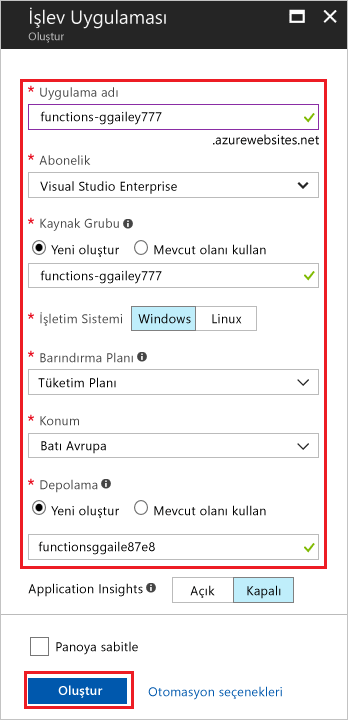 İşlev Uygulaması
Oluştur
* Uygulama adı
functions-ggailey777
.azurewebsites.net
* Abonelik
Visual Studio Enterprise
* Kaynak Grubu
Yeni oluştur Mevcut olanı kullan
functions-ggailey777
* İşletim Sistemi Windows Linux
* Barındırma Planı
Tüketim Planı
* Konum
Batı Avrupa
* Depolama
Yeni oluştur Mevcut olanı kullan
functionsggaile87e8
Application Insights Açık Kapalı
Panoya sabitle
Oluştur Otomasyon seçenekleri